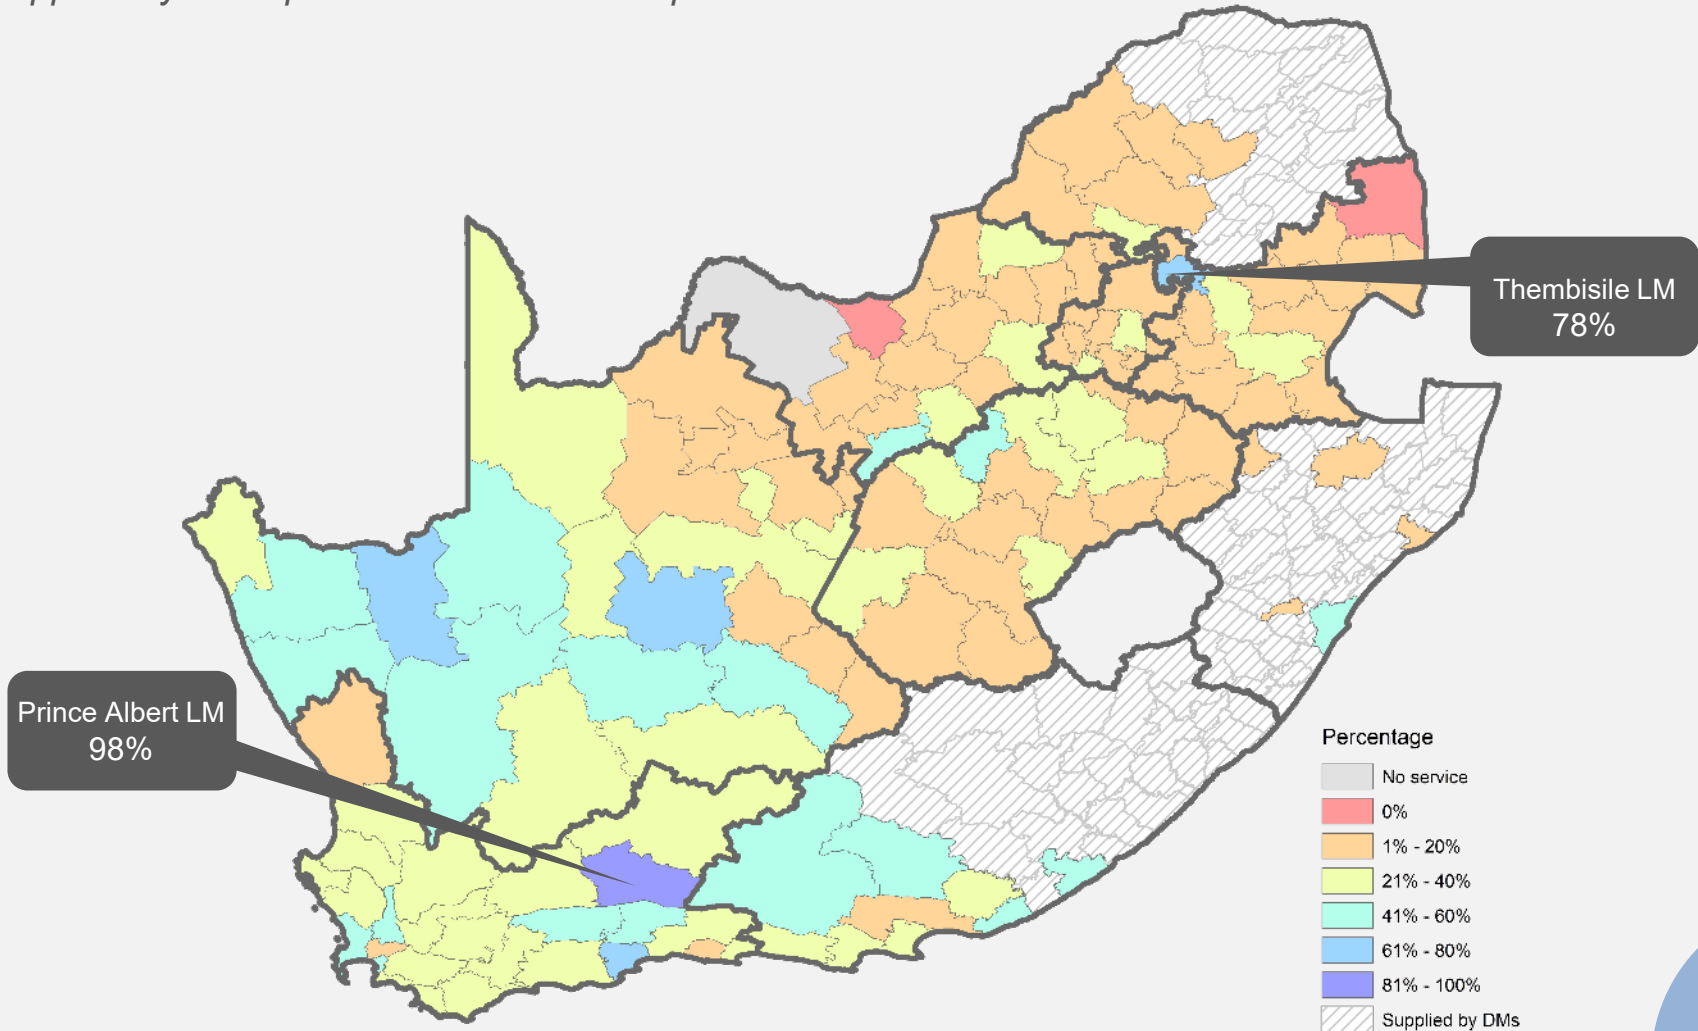 Thembisile LM
78%
Prince Albert LM
98%
Percentage
No service
0%
1% - 20%
21% - 40%
41% - 60%
61% - 80%
81% - 100%
Supplied by DMs